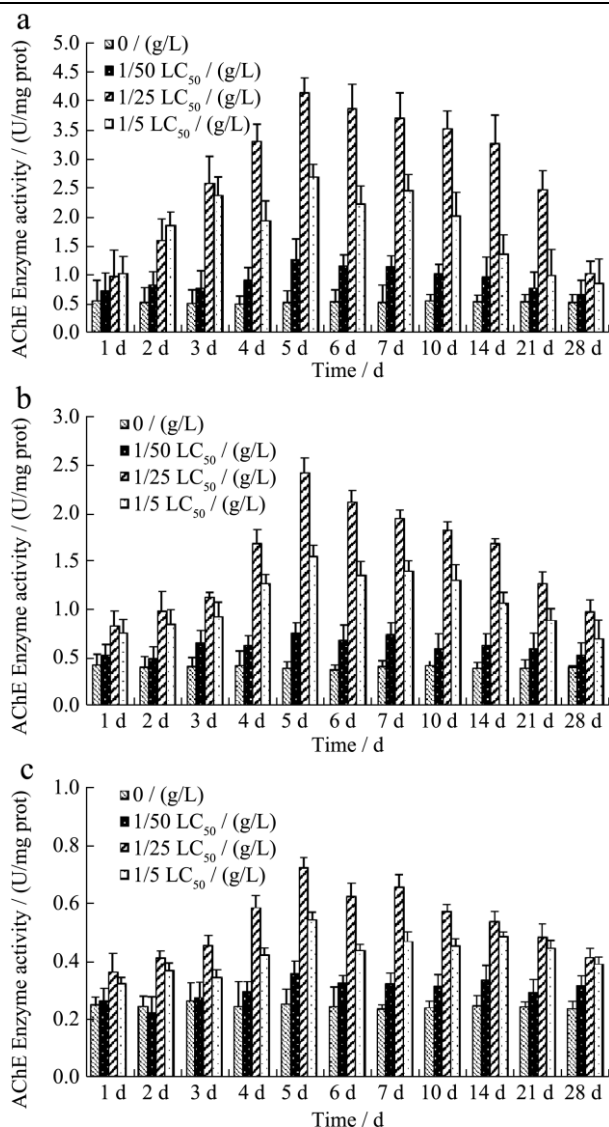 a
AChE Enzyme activity / (U/mg prot)
5.0
4.5
4.0
3.5
3.0
2.5
2.0
1.5
1.0
0.5
0.0
0 / (g/L)
1/50 LC₅₀ / (g/L)
1/25 LC₅₀ / (g/L)
1/5 LC₅₀ / (g/L)
1 d 2 d 3 d 4 d 5 d 6 d 7 d 10 d 14 d 21 d 28 d
Time / d
b
AChE Enzyme activity / (U/mg prot)
3.0
2.5
2.0
1.5
1.0
0.5
0.0
0 / (g/L)
1/50 LC₅₀ / (g/L)
1/25 LC₅₀ / (g/L)
1/5 LC₅₀ / (g/L)
1 d 2 d 3 d 4 d 5 d 6 d 7 d 10 d 14 d 21 d 28 d
Time / d
c
AChE Enzyme activity / (U/mg prot)
1.0
0.8
0.6
0.4
0.2
0.0
0 / (g/L)
1/50 LC₅₀ / (g/L)
1/25 LC₅₀ / (g/L)
1/5 LC₅₀ / (g/L)
1 d 2 d 3 d 4 d 5 d 6 d 7 d 10 d 14 d 21 d 28 d
Time / d